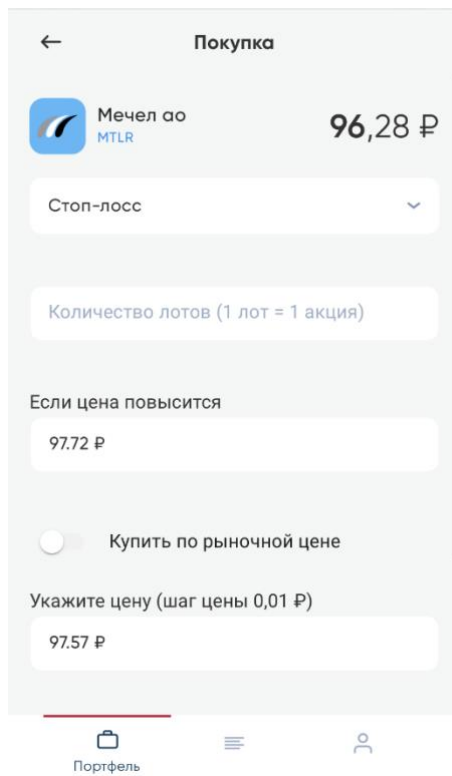 Покупка
Мечел ао
MTLR
96,28 ₽
Стоп-лосс
Количество лотов (1 лот = 1 акция)
Если цена повысится
97.72 ₽
Купить по рыночной цене
Укажите цену (шаг цены 0,01 ₽)
97.57 ₽
Портфель